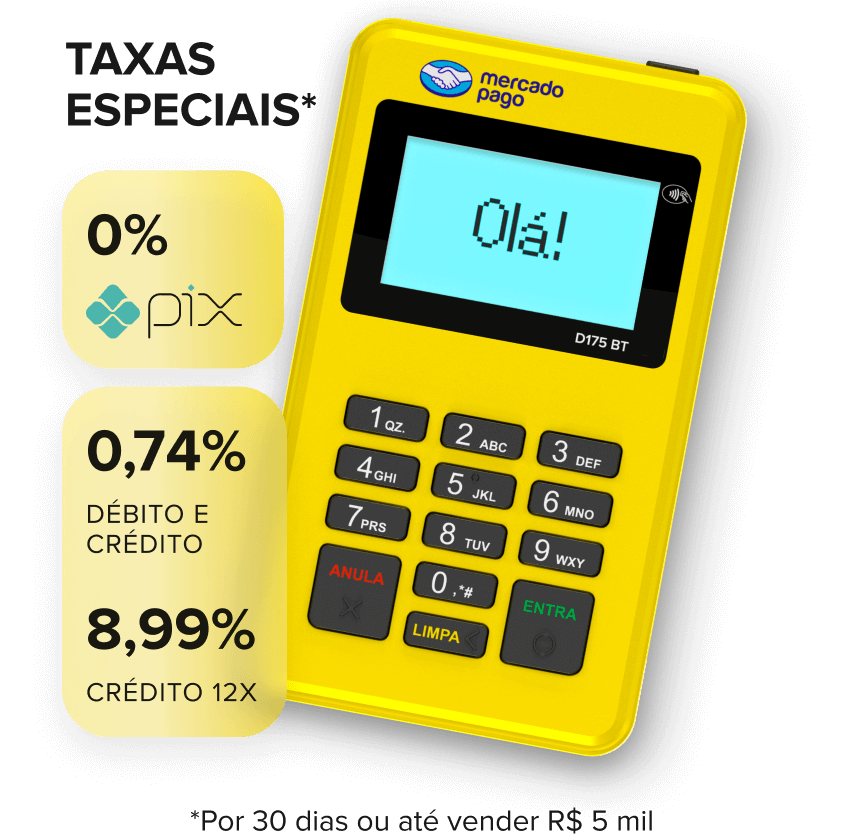 TAXAS
ESPECIAIS*
0%
pix
0,74%
DÉBITO E
CRÉDITO
8,99%
CRÉDITO 12X
mercado
pago
Olá!
D175 BT
1 QZ.
2 ABC
3 DEF
4 GHI
5 JKL
6 MNO
7 PRS
8 TUV
9 WXY
ANULA
0 ,*#
ENTRA
LIMPA
*Por 30 dias ou até vender R$ 5 mil